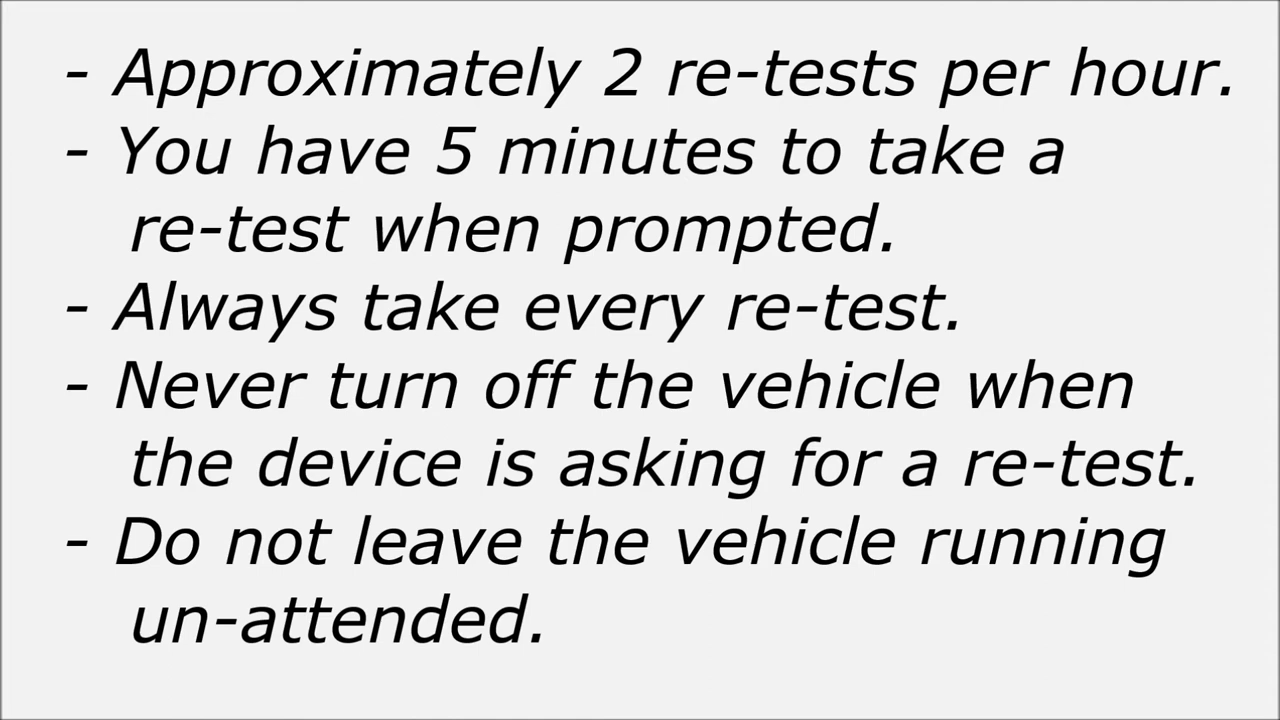 - Approximately 2 re-tests per hour.
- You have 5 minutes to take a
re-test when prompted.
- Always take every re-test.
- Never turn off the vehicle when
the device is asking for a re-test.
- Do not leave the vehicle running
un-attended.